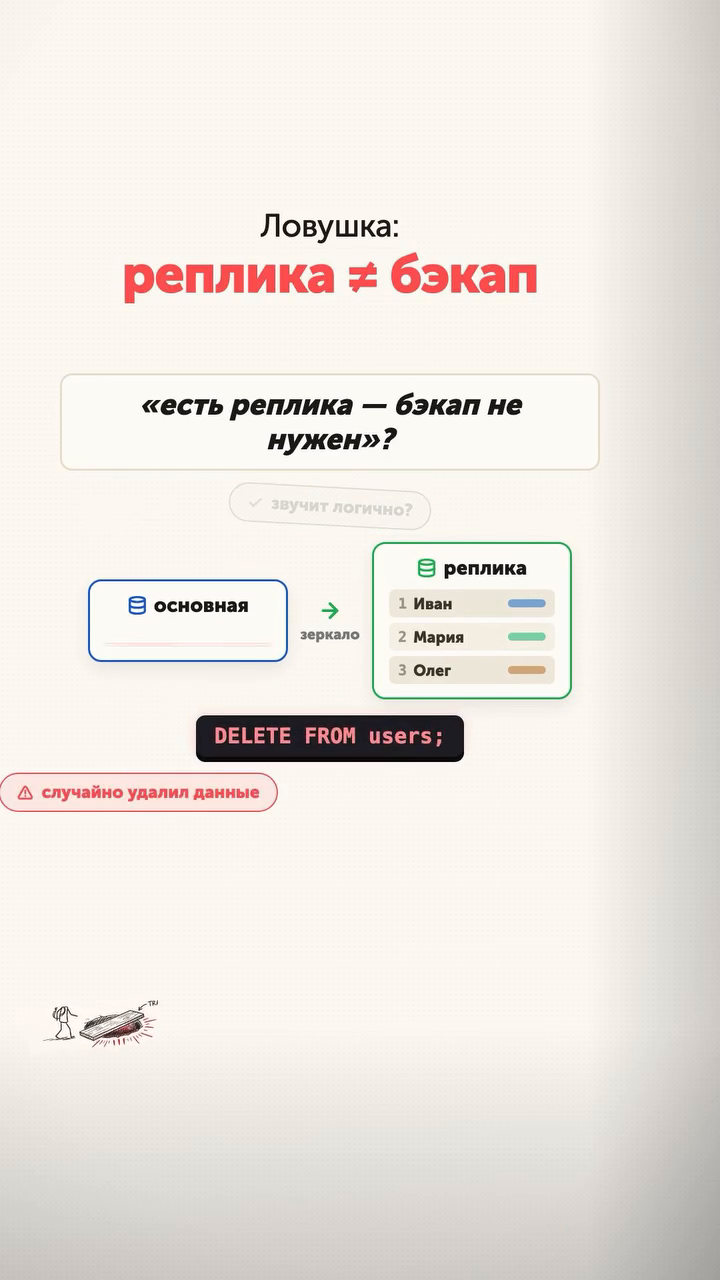 Ловушка:
реплика ≠ бэкап
«есть реплика — бэкап не
нужен»?
звучит логично?
основная
зеркало
реплика
1 Иван
2 Мария
3 Олег
DELETE FROM users;
случайно удалил данные